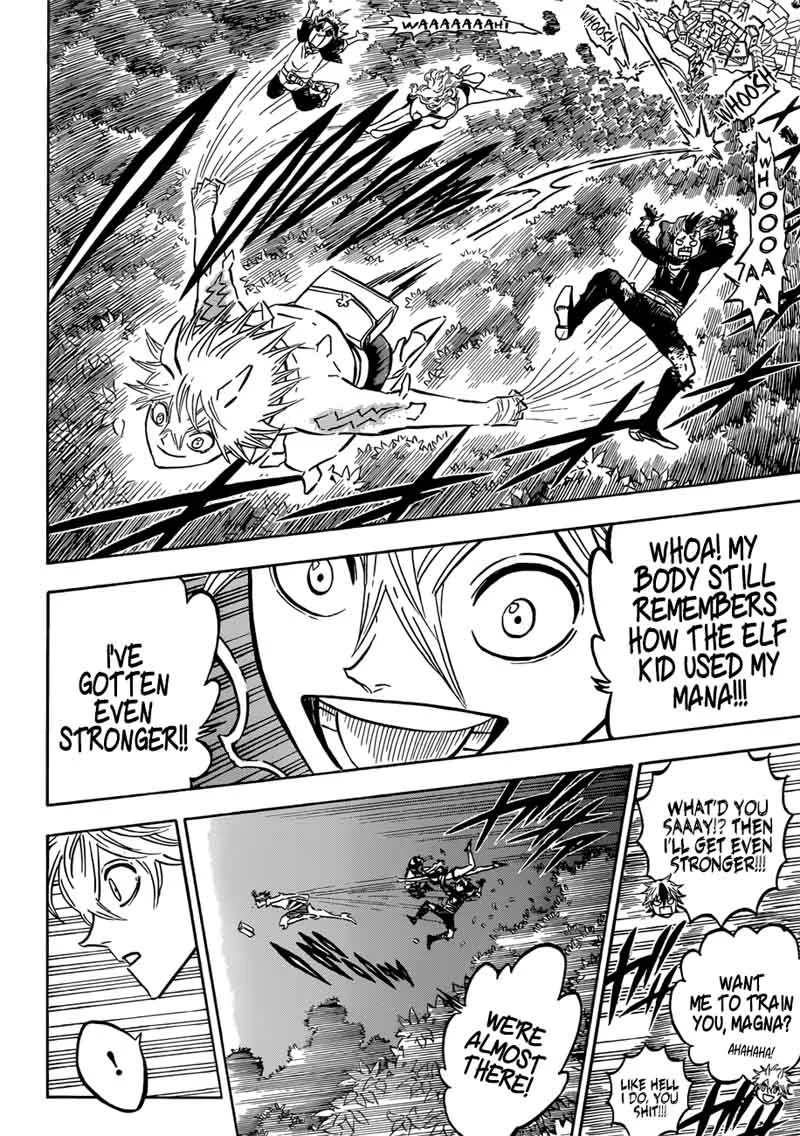 WAAAAAAAH!
WHOOSH
WHOOSH
WHOOOA
AAA
WHOA! MY
BODY STILL
REMEMBERS
HOW THE ELF
KID USED MY
MANA!!!
I'VE
GOTTEN
EVEN
STRONGER!!
WHAT'D YOU
SAAAY!? THEN
I'LL GET EVEN
STRONGER!!!
WANT
ME TO TRAIN
YOU, MAGNA?
AHAHAHA!
LIKE HELL
I DO, YOU
SHIT!!!
WE'RE
ALMOST
THERE!
!